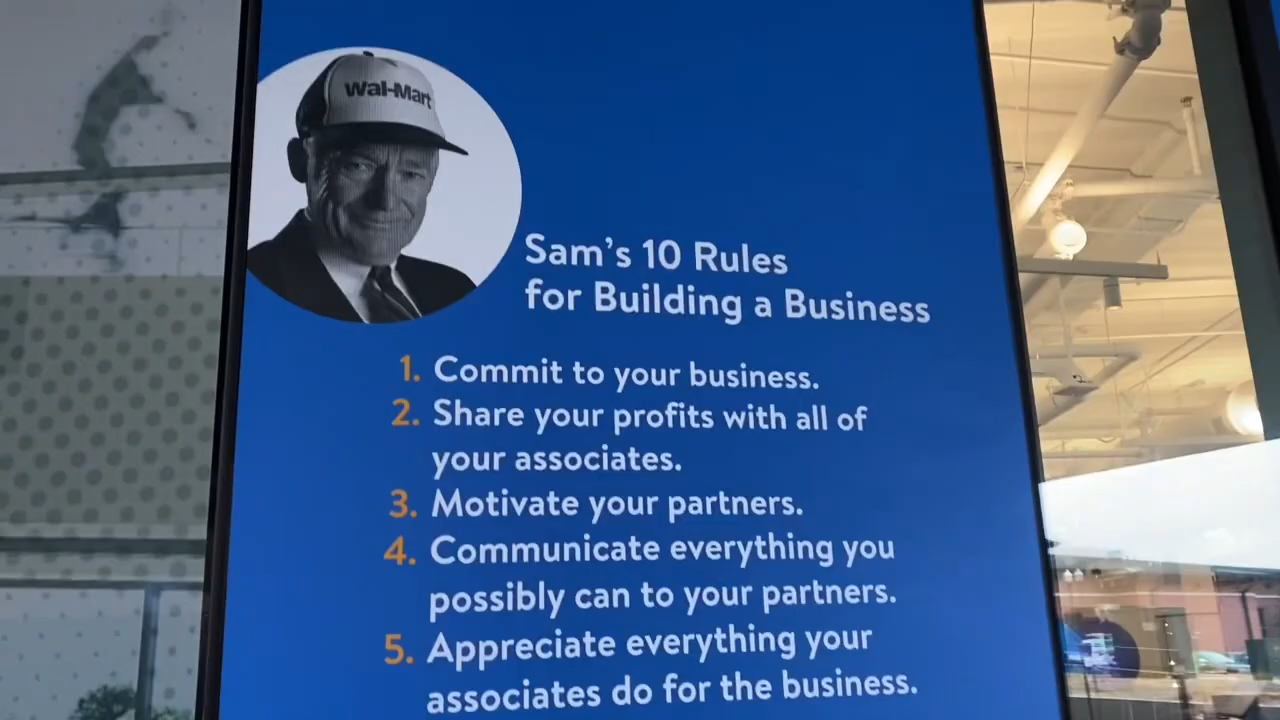 Wal-Mart
Sam's 10 Rules
for Building a Business
1. Commit to your business.
2. Share your profits with all of
your associates.
3. Motivate your partners.
4. Communicate everything you
possibly can to your partners.
5. Appreciate everything your
associates do for the business.